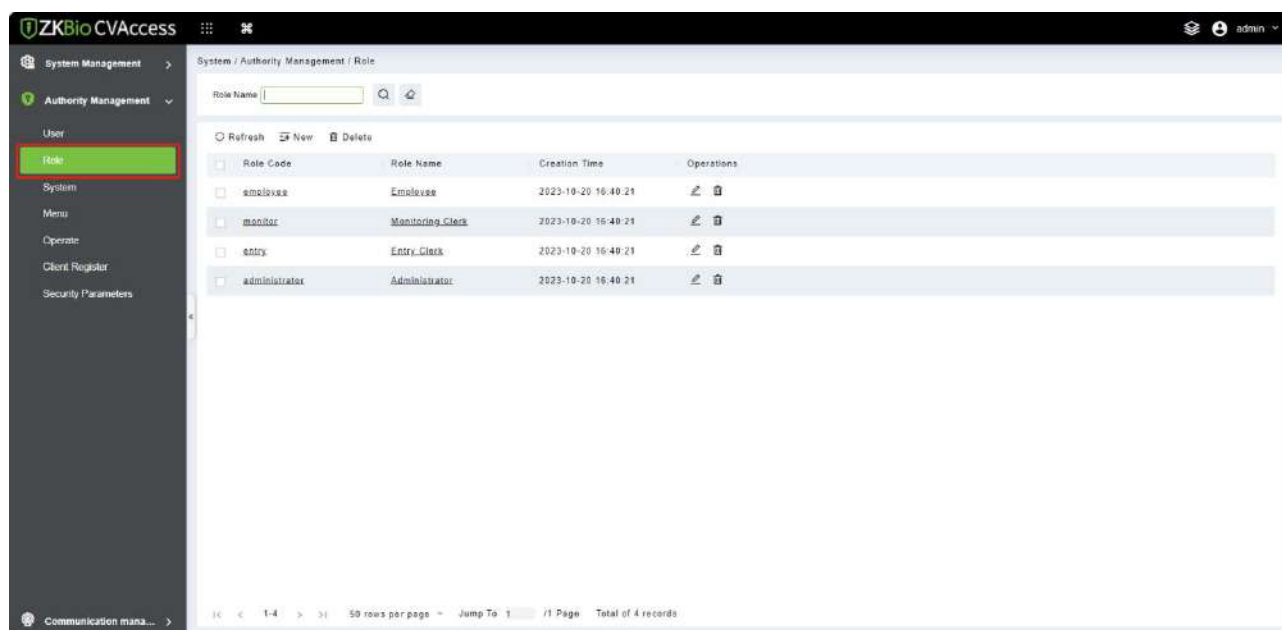 ZKBio CVAccess
admin
System Management
System / Authority Management / Role
Authority Management
Role Name
User
Refresh New Delete
Role
Role Code Role Name Creation Time Operations
System
employee Employee 2023-10-20 16:40:21
Menu
monitor Monitoring Clerk 2023-10-20 16:40:21
Operate
entry Entry Clerk 2023-10-20 16:40:21
Client Register
administrator Administrator 2023-10-20 16:40:21
Security Parameters
1-4 50 rows per page Jump To 1 /1 Page Total of 4 records
Communication mana...